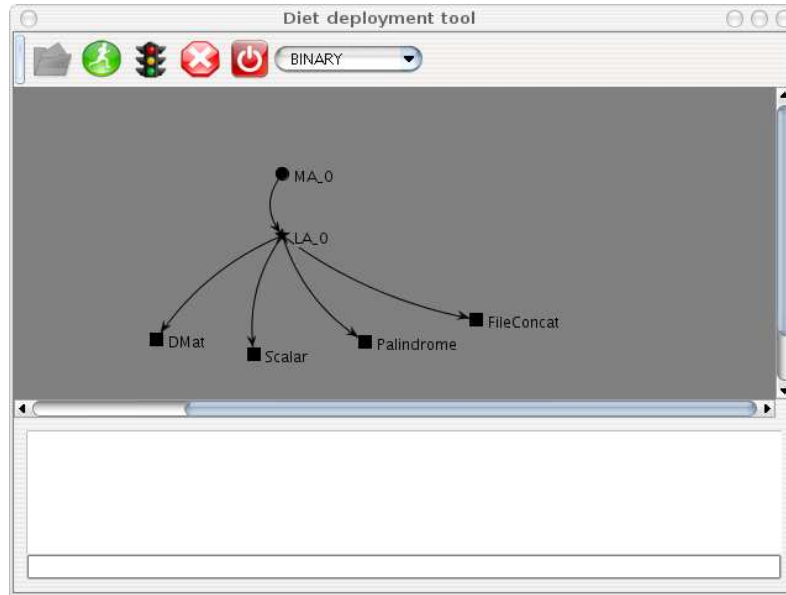 Diet deployment tool
BINARY
MA_0
LA_0
FileConcat
DMat
Palindrome
Scalar